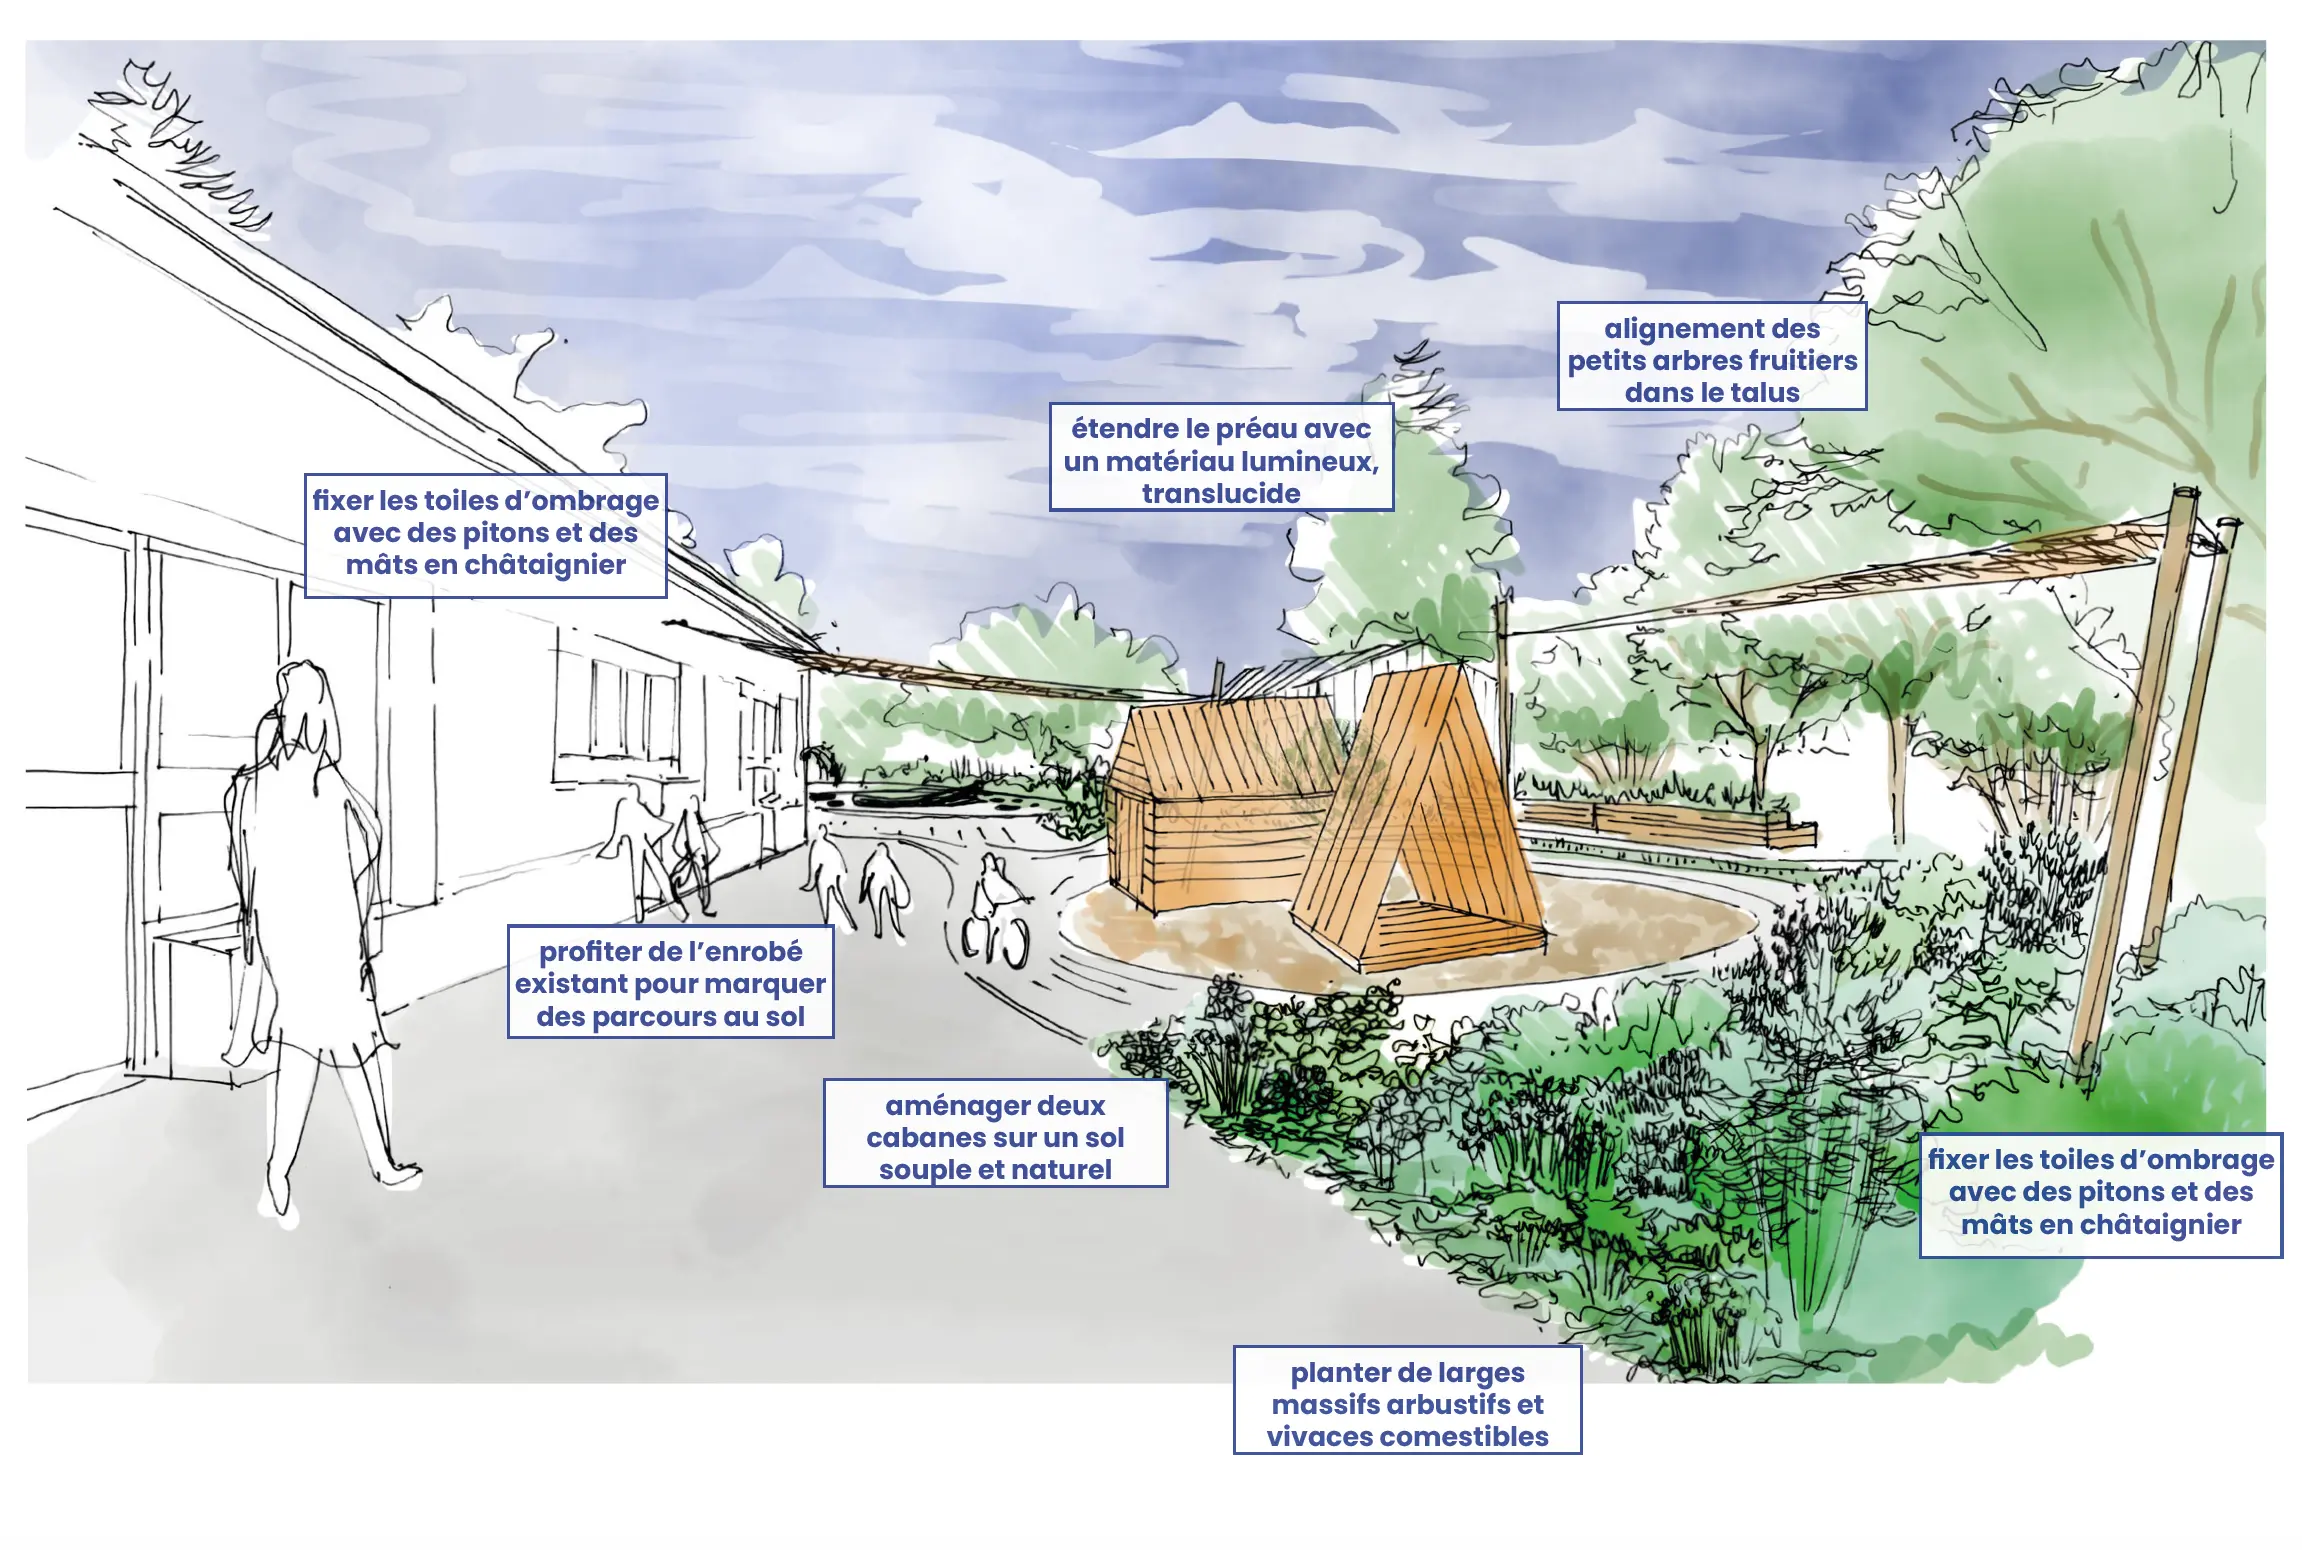 alignement des
petits arbres fruitiers
dans le talus
étendre le préau avec
un matériau lumineux,
translucide
fixer les toiles d’ombrage
avec des pitons et des
mâts en châtaignier
profiter de l’enrobé
existant pour marquer
des parcours au sol
aménager deux
cabanes sur un sol
souple et naturel
fixer les toiles d’ombrage
avec des pitons et des
mâts en châtaignier
planter de larges
massifs arbustifs et
vivaces comestibles